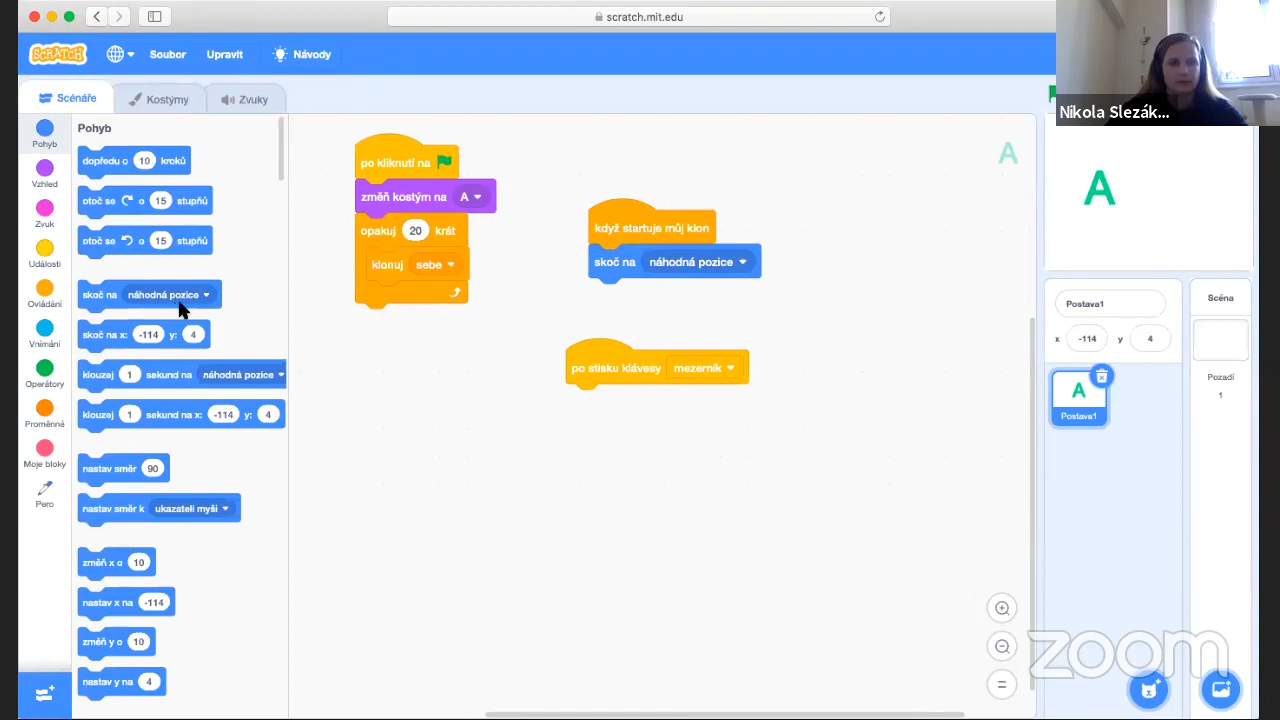 scratch.mit.edu
SCRATCH
Soubor
Upravit
Návody
Nikola Slezák...
Scénáře
Kostýmy
Zvuky
Pohyb
Vzhled
Zvuk
Události
Ovládání
Vnímání
Operátory
Proměnné
Moje bloky
Pero
Pohyb
dopředu o 10 kroků
otoč se o 15 stupňů
otoč se o 15 stupňů
skoč na náhodná pozice
skoč na x: -114 y: 4
klouzej 1 sekund na náhodná pozice
klouzej 1 sekund na x: -114 y: 4
nastav směr 90
nastav směr k ukazateli myši
změň x o 10
nastav x na -114
změň y o 10
nastav y na 4
po kliknutí na
změň kostým na A
opakuj 20 krát
klonuj sebe
když startuje můj klon
skoč na náhodná pozice
po stisku klávesy mezerník
A
A
Postava1
x -114 y 4
A
Postava1
Scéna
Pozadí
1
zoom